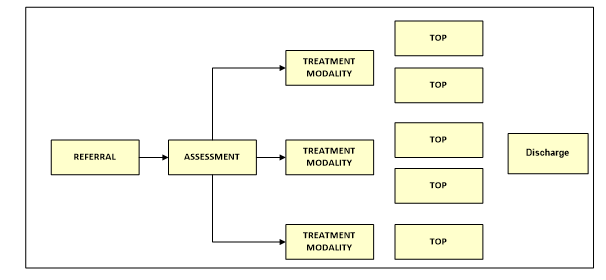 REFERRAL
ASSESSMENT
TREATMENT
MODALITY
TREATMENT
MODALITY
TREATMENT
MODALITY
TOP
TOP
TOP
TOP
TOP
Discharge